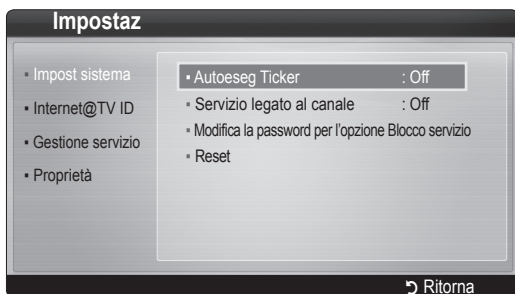 Impostaz
▪ Impost sistema
▪ Internet@TV ID
▪ Gestione servizio
▪ Proprietà
▪ Autoeseg Ticker : Off
▪ Servizio legato al canale : Off
▪ Modifica la password per l'opzione Blocco servizio
▪ Reset
Ritorna